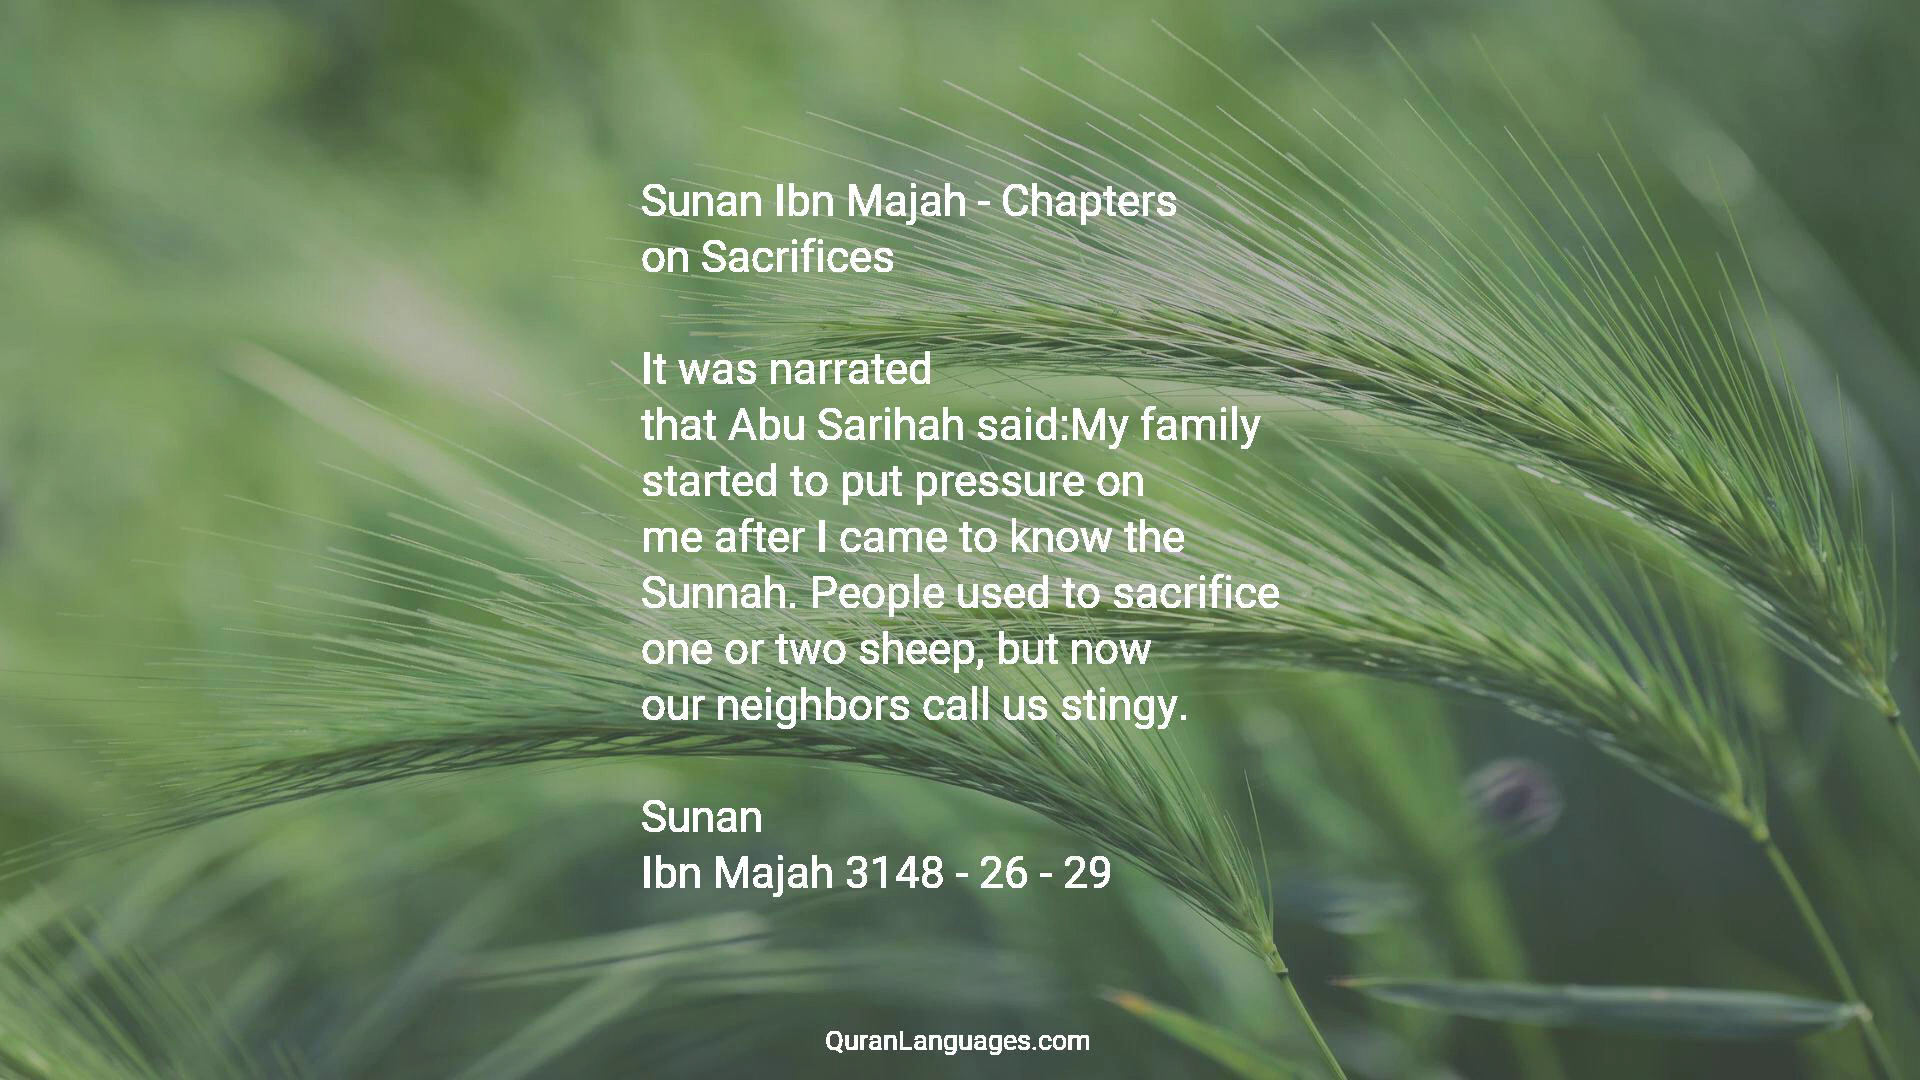 Sunan Ibn Majah - Chapters
on Sacrifices
It was narrated
that Abu Sarihah said:My family
started to put pressure on
me after I came to know the
Sunnah. People used to sacrifice
one or two sheep, but now
our neighbors call us stingy.
Sunan
Ibn Majah 3148 - 26 - 29
QuranLanguages.com